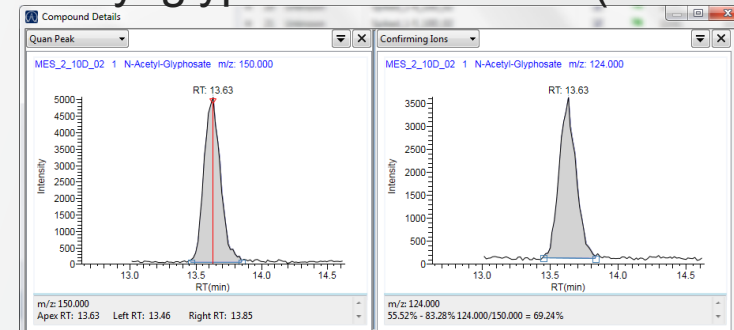 Compound Details
Quan Peak
MES_2_10D_02 1 N-Acetyl-Glyphosate m/z: 150.000
RT: 13.63
5000
4500
4000
3500
3000
2500
2000
1500
1000
500
0
Intensity
13.0 13.5 14.0 14.5
RT(min)
m/z: 150.000
Apex RT: 13.63 Left RT: 13.46 Right RT: 13.85
Confirming Ions
MES_2_10D_02 1 N-Acetyl-Glyphosate m/z: 124.000
RT: 13.63
3500
3000
2500
2000
1500
1000
500
0
Intensity
13.0 13.5 14.0 14.5
RT(min)
m/z: 124.000
55.52% - 83.28% 124.000/150.000 = 69.24%